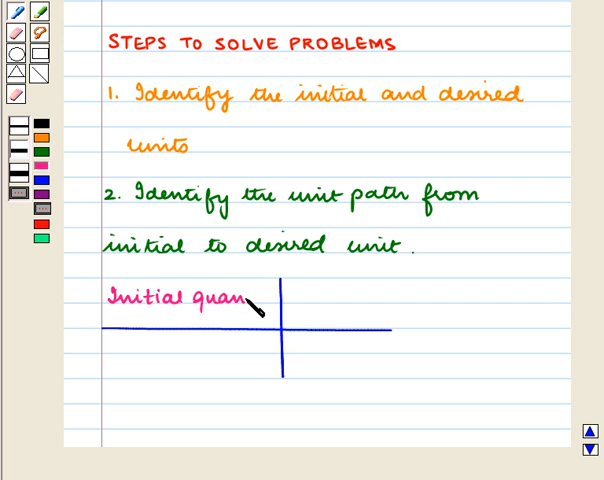 STEPS TO SOLVE PROBLEMS
1. Identify the initial and desired
units
2. Identify the unit path from
initial to desired unit.
Initial quan